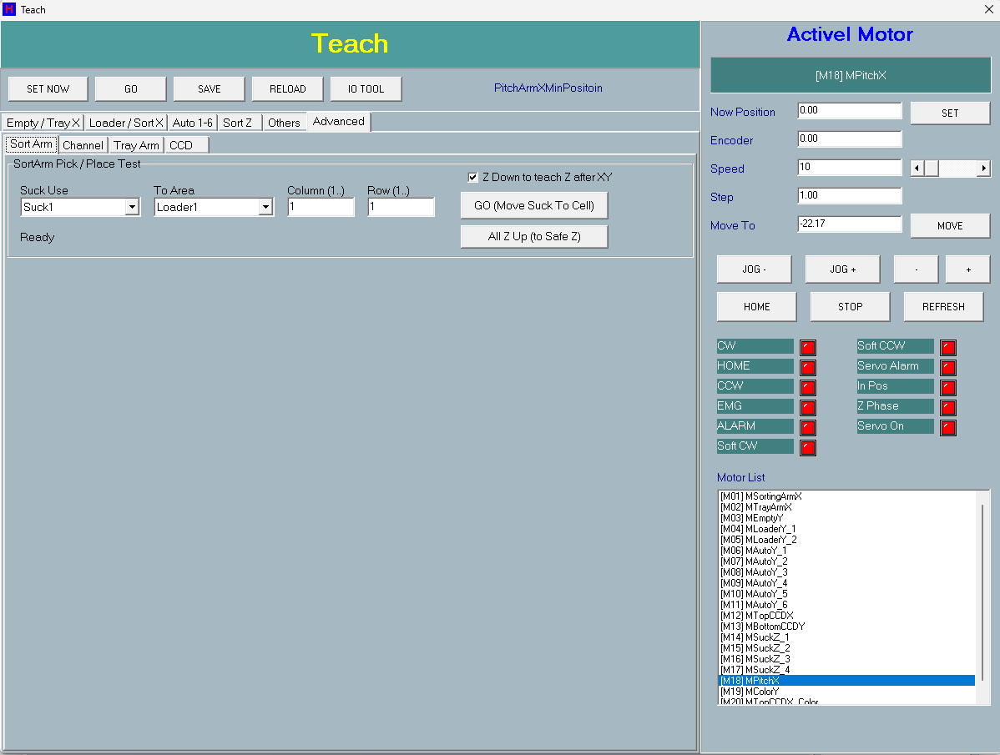 Teach
Teach
SET NOW
GO
SAVE
RELOAD
IO TOOL
PitchArmXMinPositoin
Empty / Tray X
Loader / Sort X
Auto 1-6
Sort Z
Others
Advanced
Sort Arm
Channel
Tray Arm
CCD
SortArm Pick / Place Test
Suck Use
To Area
Column (1..)
Row (1..)
Suck1
Loader1
1
1
Z Down to teach Z after XY
GO (Move Suck To Cell)
All Z Up (to Safe Z)
Ready
Activel Motor
[M18] MPitchX
Now Position
0.00
SET
Encoder
0.00
Speed
10
Step
1.00
Move To
-22.17
MOVE
JOG -
JOG +
-
+
HOME
STOP
REFRESH
CW
HOME
CCW
EMG
ALARM
Soft CW
Soft CCW
Servo Alarm
In Pos
Z Phase
Servo On
Motor List
[M01] MSortingArmX
[M02] MTrayArmX
[M03] MEmptyY
[M04] MLoaderY_1
[M05] MLoaderY_2
[M06] MAutoY_1
[M07] MAutoY_2
[M08] MAutoY_3
[M09] MAutoY_4
[M10] MAutoY_5
[M11] MAutoY_6
[M12] MTopCCDX
[M13] MBottomCCDY
[M14] MSuckZ_1
[M15] MSuckZ_2
[M16] MSuckZ_3
[M17] MSuckZ_4
[M18] MPitchX
[M19] MColorY
[M20] MTopCCDX_Color